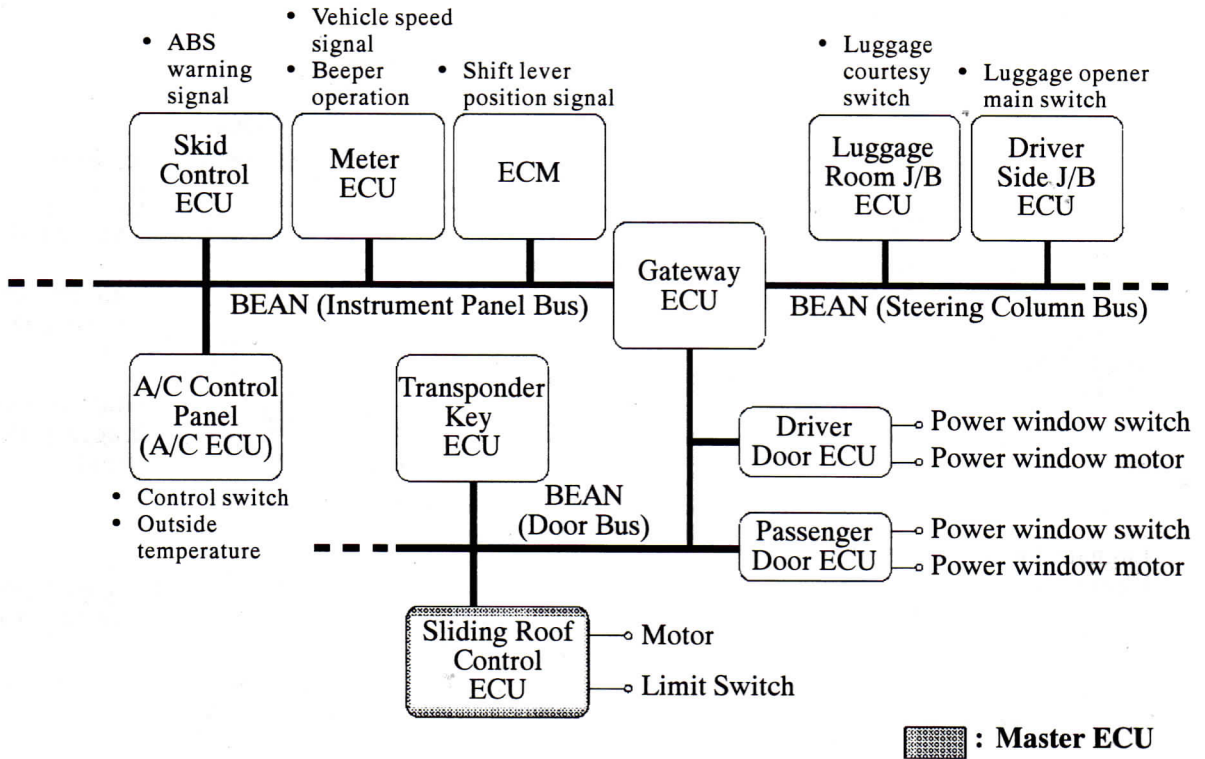 • ABS
warning
signal
• Vehicle speed
signal
• Beeper
operation
• Shift lever
position signal
• Luggage
courtesy
switch
• Luggage opener
main switch
Skid
Control
ECU
Meter
ECU
ECM
Luggage
Room J/B
ECU
Driver
Side J/B
ECU
Gateway
ECU
BEAN (Instrument Panel Bus)
BEAN (Steering Column Bus)
A/C Control
Panel
(A/C ECU)
• Control switch
• Outside
temperature
Transponder
Key
ECU
BEAN
(Door Bus)
Driver
Door ECU
Power window switch
Power window motor
Passenger
Door ECU
Power window switch
Power window motor
Sliding Roof
Control
ECU
Motor
Limit Switch
: Master ECU